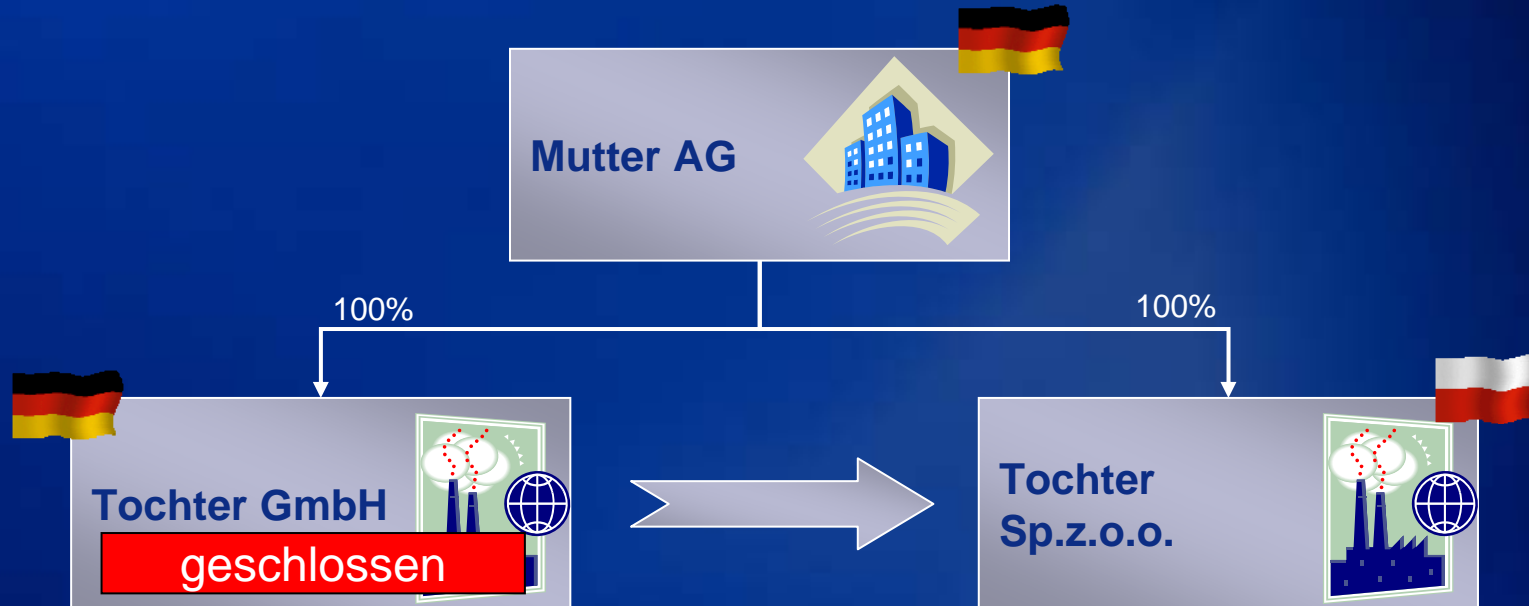 Mutter AG
100%
100%
Tochter GmbH
geschlossen
Tochter
Sp.z.o.o.